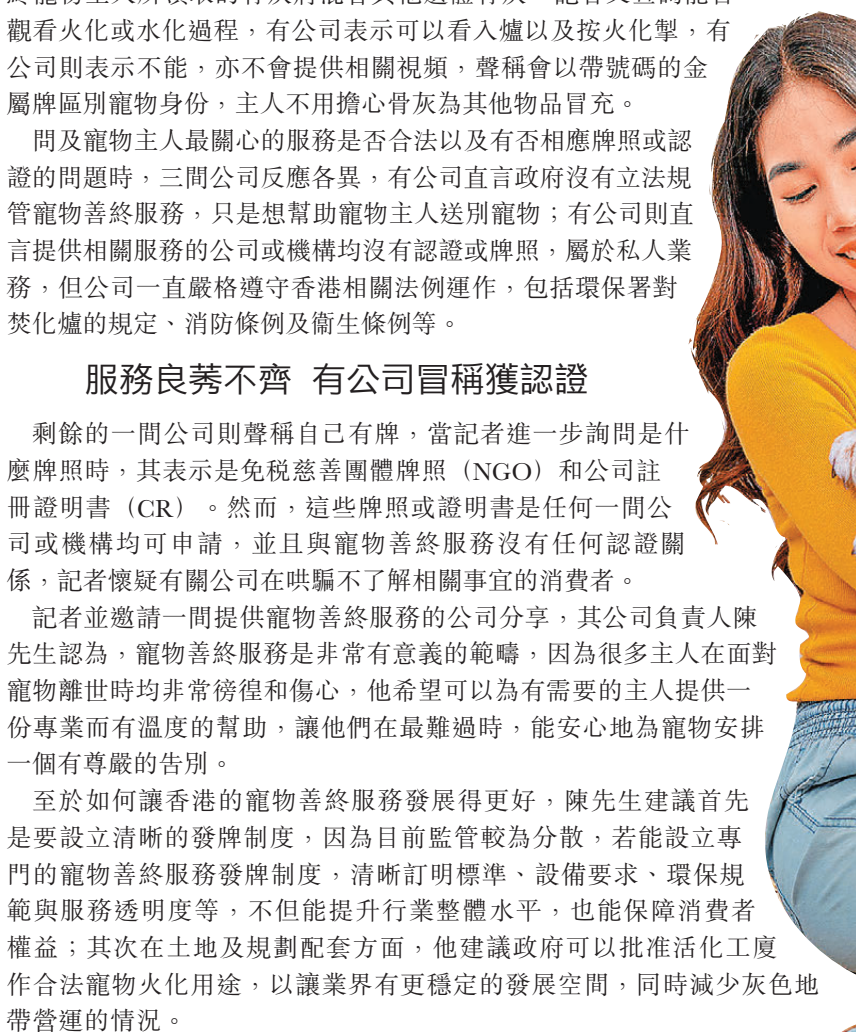 觀看火化或水化過程，有公司表示可以看入爐以及按火化掣，有
公司則表示不能，亦不會提供相關視頻，聲稱會以帶號碼的金
屬牌區別寵物身份，主人不用擔心骨灰為其他物品冒充。
問及寵物主人最關心的服務是否合法以及有否相應牌照或認
證的問題時，三間公司反應各異，有公司直言政府沒有立法規
管寵物善終服務，只是想幫助寵物主人送別寵物；有公司則直
言提供相關服務的公司或機構均沒有認證或牌照，屬於私人業
務，但公司一直嚴格遵守香港相關法例運作，包括環保署對
焚化爐的規定、消防條例及衞生條例等。
服務良莠不齊 有公司冒稱獲認證
剩餘的一間公司則聲稱自己有牌，當記者進一步詢問是什
麼牌照時，其表示是免税慈善團體牌照（NGO）和公司註
冊證明書（CR）。然而，這些牌照或證明書是任何一間公
司或機構均可申請，並且與寵物善終服務沒有任何認證關
係，記者懷疑有關公司在哄騙不了解相關事宜的消費者。
記者並邀請一間提供寵物善終服務的公司分享，其公司負責人陳
先生認為，寵物善終服務是非常有意義的範疇，因為很多主人在面對
寵物離世時均非常徬徨和傷心，他希望可以為有需要的主人提供一
份專業而有溫度的幫助，讓他們在最難過時，能安心地為寵物安排
一個有尊嚴的告別。
至於如何讓香港的寵物善終服務發展得更好，陳先生建議首先
是要設立清晰的發牌制度，因為目前監管較為分散，若能設立專
門的寵物善終服務發牌制度，清晰訂明標準、設備要求、環保規
範與服務透明度等，不但能提升行業整體水平，也能保障消費者
權益；其次在土地及規劃配套方面，他建議政府可以批准活化工廈
作合法寵物火化用途，以讓業界有更穩定的發展空間，同時減少灰色地
帶營運的情況。